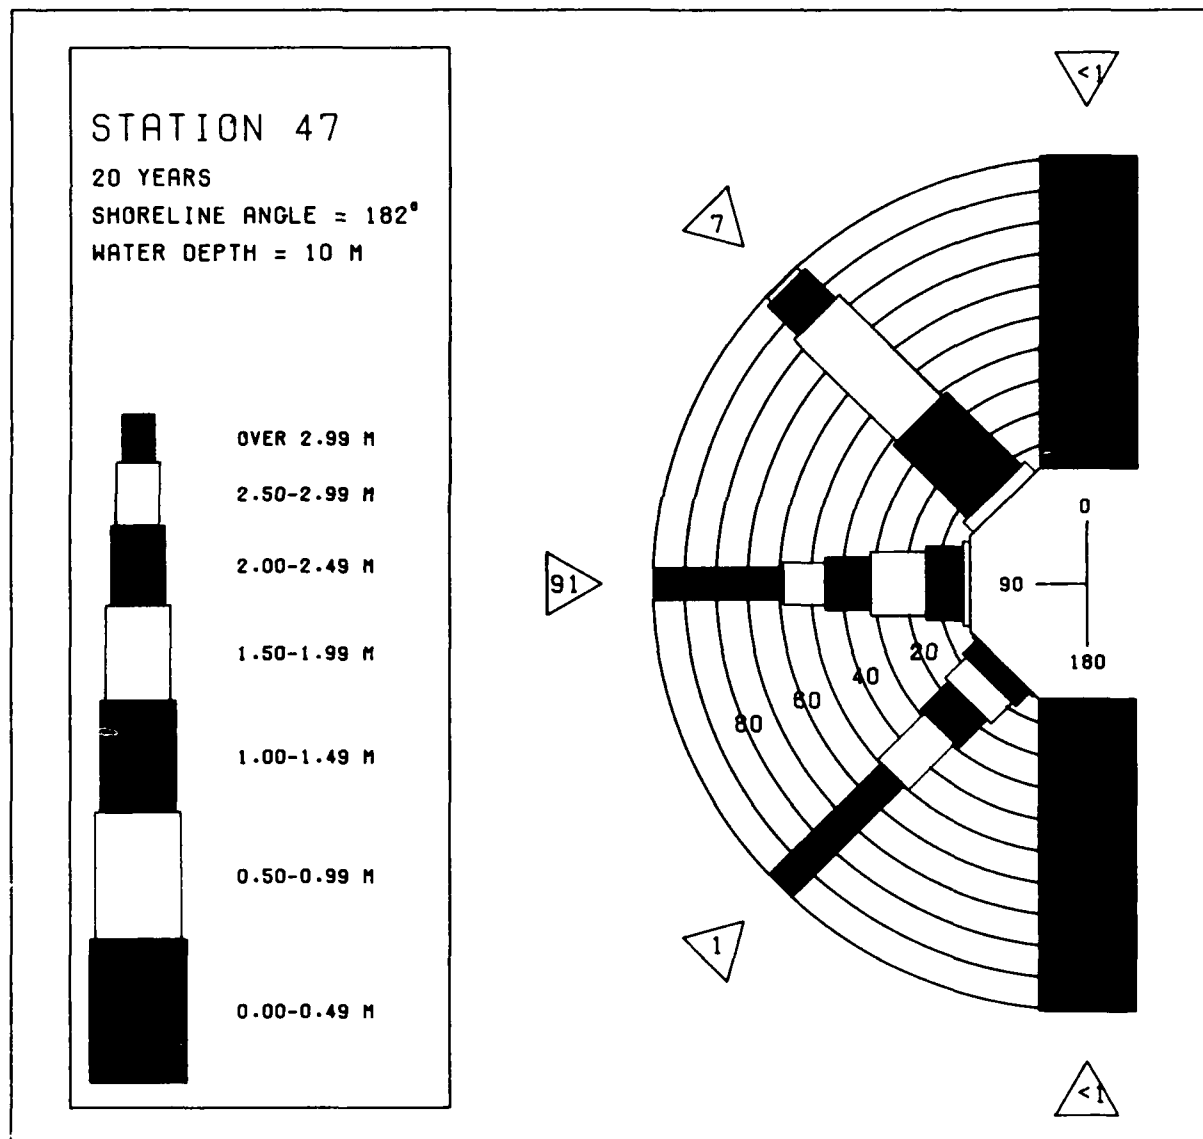 STATION 47
20 YEARS
SHORELINE ANGLE = 182°
WATER DEPTH = 10 M
OVER 2.99 M
2.50-2.99 M
2.00-2.49 M
1.50-1.99 M
1.00-1.49 M
0.50-0.99 M
0.00-0.49 M
<1
7
91
1
<1
0
90
180
20
40
60
80